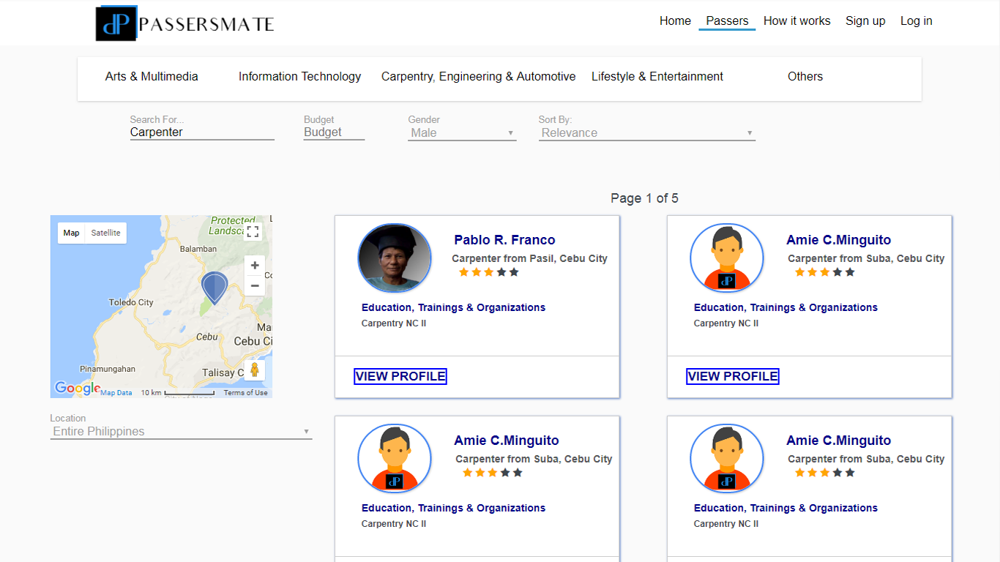 dP PASSERSMATE
Home Passers How it works Sign up Log in
Arts & Multimedia Information Technology Carpentry, Engineering & Automotive Lifestyle & Entertainment Others
Search For... Budget Gender Sort By:
Carpenter Budget Male Relevance
Page 1 of 5
Map Satellite
Protected
Landsca
Balamban
Toledo City
Cebu
Cebu Ci
Pinamungahan
Talisay C
Google Map Data 10 km Terms of Use
Location
Entire Philippines
Pablo R. Franco
Carpenter from Pasil, Cebu City
Education, Trainings & Organizations
Carpentry NC II
VIEW PROFILE
Amie C.Minguito
Carpenter from Suba, Cebu City
dP
Education, Trainings & Organizations
Carpentry NC II
VIEW PROFILE
Amie C.Minguito
Carpenter from Suba, Cebu City
dP
Education, Trainings & Organizations
Carpentry NC II
Amie C.Minguito
Carpenter from Suba, Cebu City
dP
Education, Trainings & Organizations
Carpentry NC II